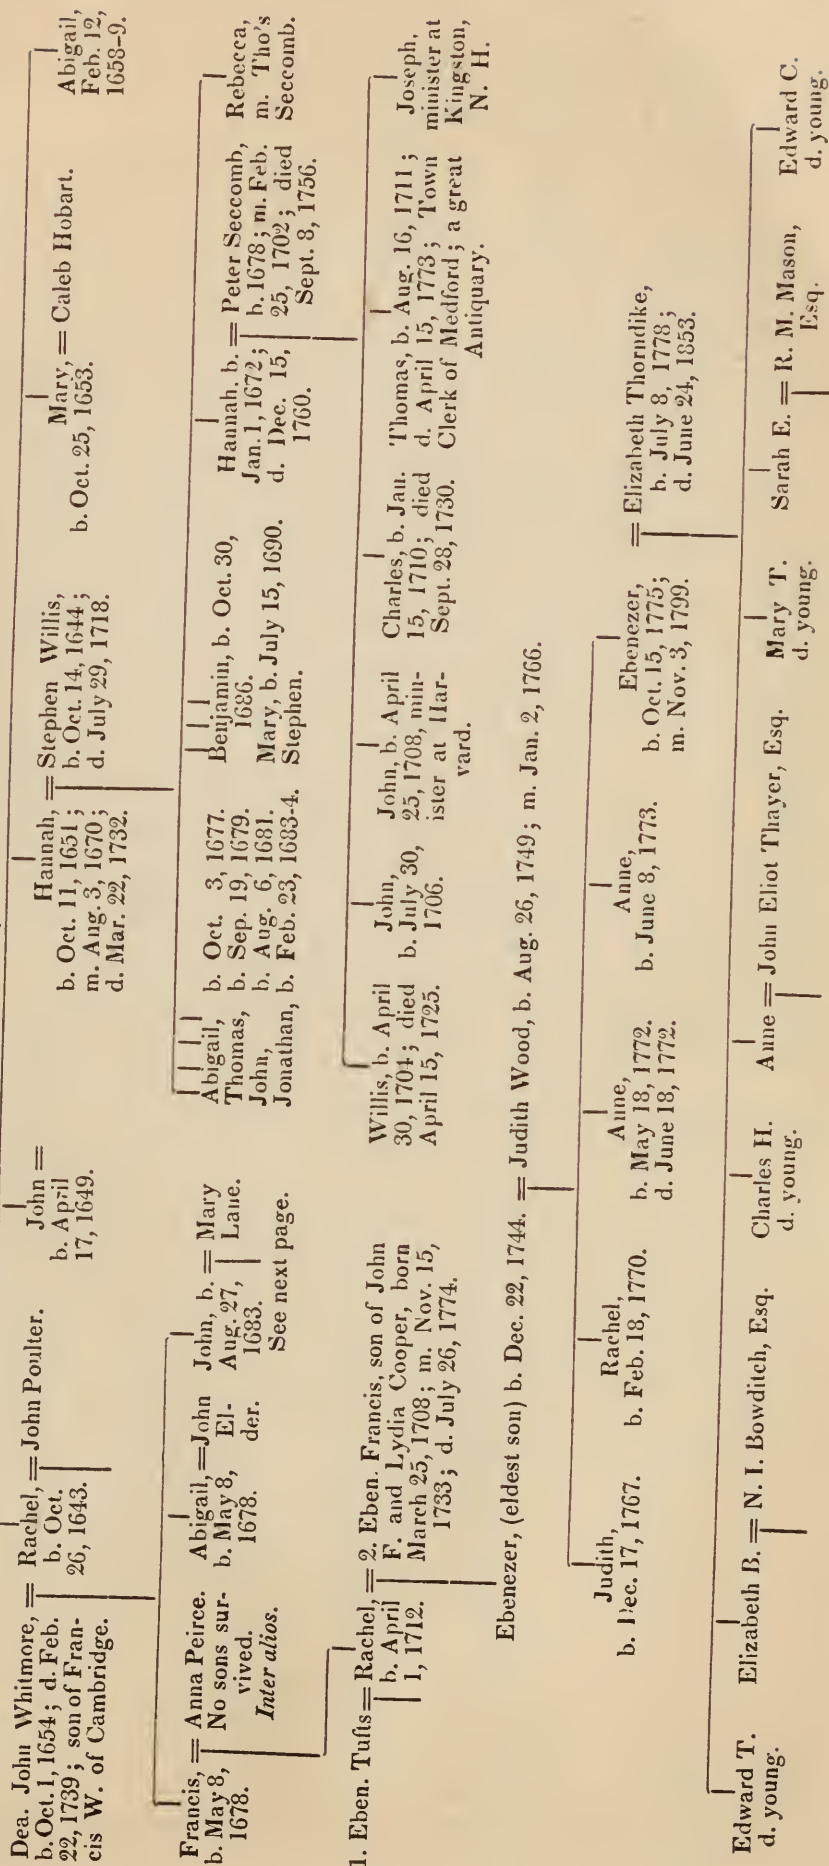 Dea. John Whitmore,
b. Oct. 1, 1654; d. Feb.
22, 1739; son of Fran-
cis W. of Cambridge.
= Rachel,
b. Oct.
26, 1643.
= John Poulter.
John =
b. April
17, 1649.
Hannah,
b. Oct. 11, 1651;
m. Aug. 3, 1670;
d. Mar. 22, 1732
= Stephen Willis,
b. Oct. 14, 1644;
d. July 29, 1718.
Mary, = Caleb Hobart.
b. Oct. 25, 1653.
Abigail,
Feb. 12,
1658-9.
Francis,
b. May 8,
1678.
= Anna Peirce.
No sons sur-
vived.
Inter alios.
Abigail,
b. May 8,
1678.
= John
El-
der.
John, b.
Aug. 27,
1683.
= Mary
Lane.
See next page.
Abigail, b. Oct. 3, 1677.
Thomas, b. Sep. 19, 1679.
John, b. Aug. 6, 1681.
Jonathan, b. Feb. 23, 1683-4.
Benjamin, b. Oct. 30,
1686.
Mary, b. July 15, 1690.
Stephen.
Hannah. b.
Jan. 1, 1672;
d. Dec. 15,
1760.
= Peter Seccomb,
b. 1678; m. Feb.
25, 1702; died
Sept. 8, 1756.
Rebecca,
m. Tho's
Seccomb.
1. Eben. Tufts = Rachel,
b. April
1, 1712.
= 2. Eben. Francis, son of John
F. and Lydia Cooper, born
March 25, 1708; m. Nov. 15,
1733; d. July 26, 1774.
Willis, b. April
30, 1704; died
April 15, 1725.
John,
b. July 30,
1706.
John, b. April
25, 1708, min-
ister at Har-
vard.
Charles, b. Jan.
15, 1710; died
Sept. 28, 1730.
Thomas, b. Aug. 16, 1711;
d. April 15, 1773; Town
Clerk of Medford; a great
Antiquary.
Joseph,
minister at
Kingston,
N. H.
Ebenezer, (eldest son) b. Dec. 22, 1744. = Judith Wood, b. Aug. 26, 1749; m. Jan. 2, 1766.
Judith,
b. Dec. 17, 1767.
Rachel,
b. Feb. 18, 1770.
Anne,
b. May 18, 1772.
d. June 18, 1772.
Anne,
b. June 8, 1773.
Ebenezer,
b. Oct. 15, 1775;
m. Nov. 3, 1799.
= Elizabeth Thorndike,
b. July 8, 1778;
d. June 24, 1853.
Edward T.
d. young.
Elizabeth B. = N. I. Bowditch, Esq.
Charles H.
d. young.
Anne = John Eliot Thayer, Esq.
Mary T.
d. young.
Sarah E. = R. M. Mason,
Esq.
Edward C.
d. young.